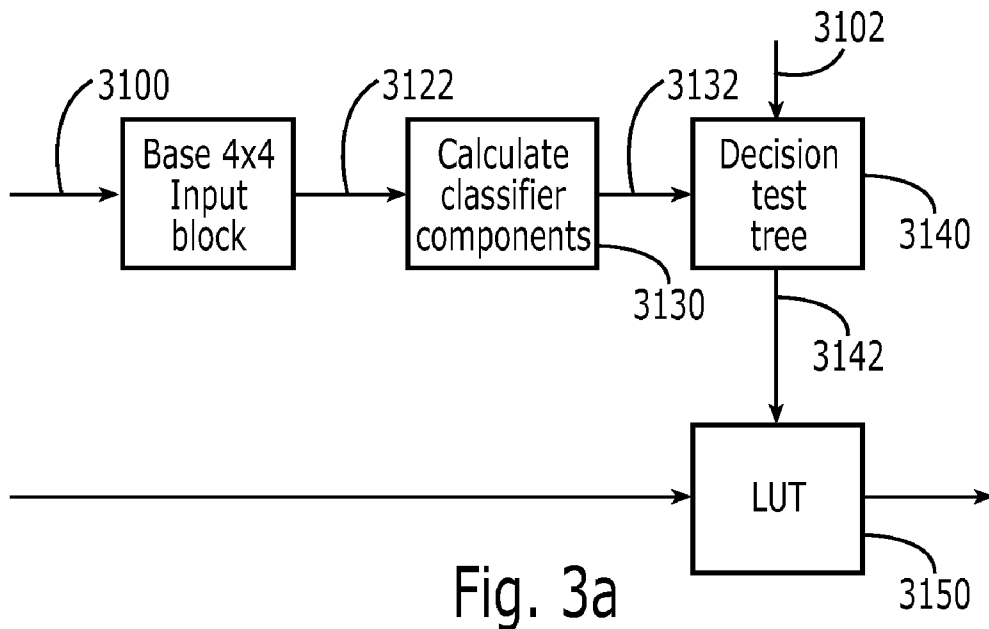 3102
3100
3122
3132
Base 4x4
Input
block
Calculate
classifier
components
Decision
test
tree
3140
3130
3142
LUT
3150
Fig. 3a